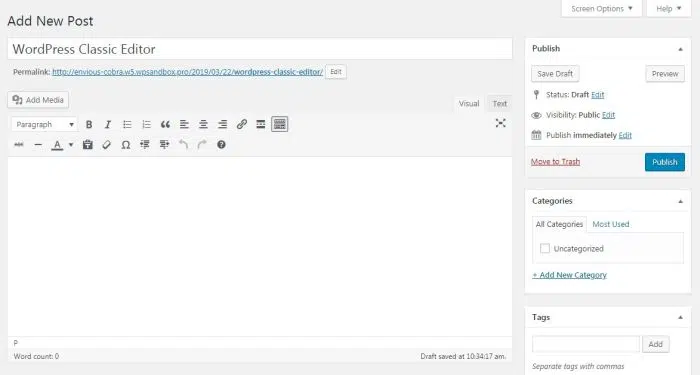 Screen Options ▼ Help ▼
Add New Post
WordPress Classic Editor
Permalink: http://envious-cobra.w5.wpsandbox.pro/2019/03/22/wordpress-classic-editor/ Edit
Add Media
Visual Text
Paragraph
B I
ABC A Ω
P
Word count: 0 Draft saved at 10:34:17 am.
Publish
Save Draft Preview
Status: Draft Edit
Visibility: Public Edit
Publish immediately Edit
Move to Trash Publish
Categories
All Categories Most Used
Uncategorized
+ Add New Category
Tags
Add
Separate tags with commas